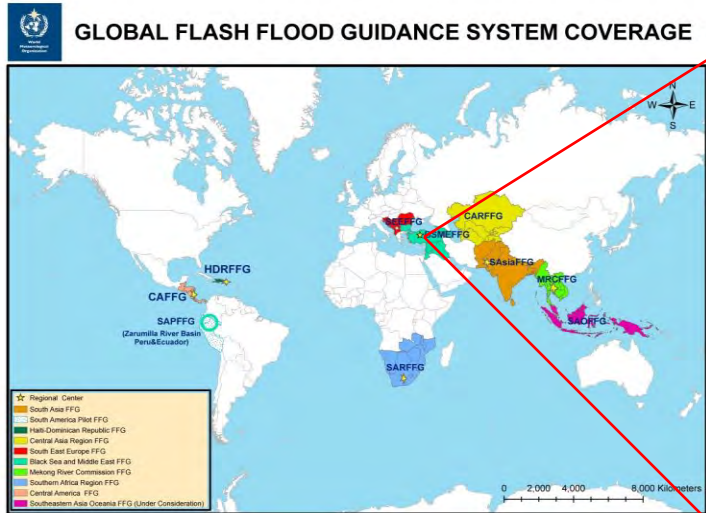 World
Meteorological
Organization
GLOBAL FLASH FLOOD GUIDANCE SYSTEM COVERAGE
N
W E
S
CARFFG
SEEFFG
BSMEFFG
SAsiaFFG
MRCFFG
HDRFFG
CAFFG
SAOFFG
SAPFFG
(Zarumilla River Basin
Peru&Ecuador)
SARFFG
Regional Center
South Asia FFG
South America Pilot FFG
Haiti-Dominican Republic FFG
Central Asia Region FFG
South East Europe FFG
Black Sea and Middle East FFG
Mekong River Commission FFG
Southern Africa Region FFG
Central America FFG
Southeastern Asia Oceania FFG (Under Consideration)
0 2,000 4,000 8,000 Kilometers